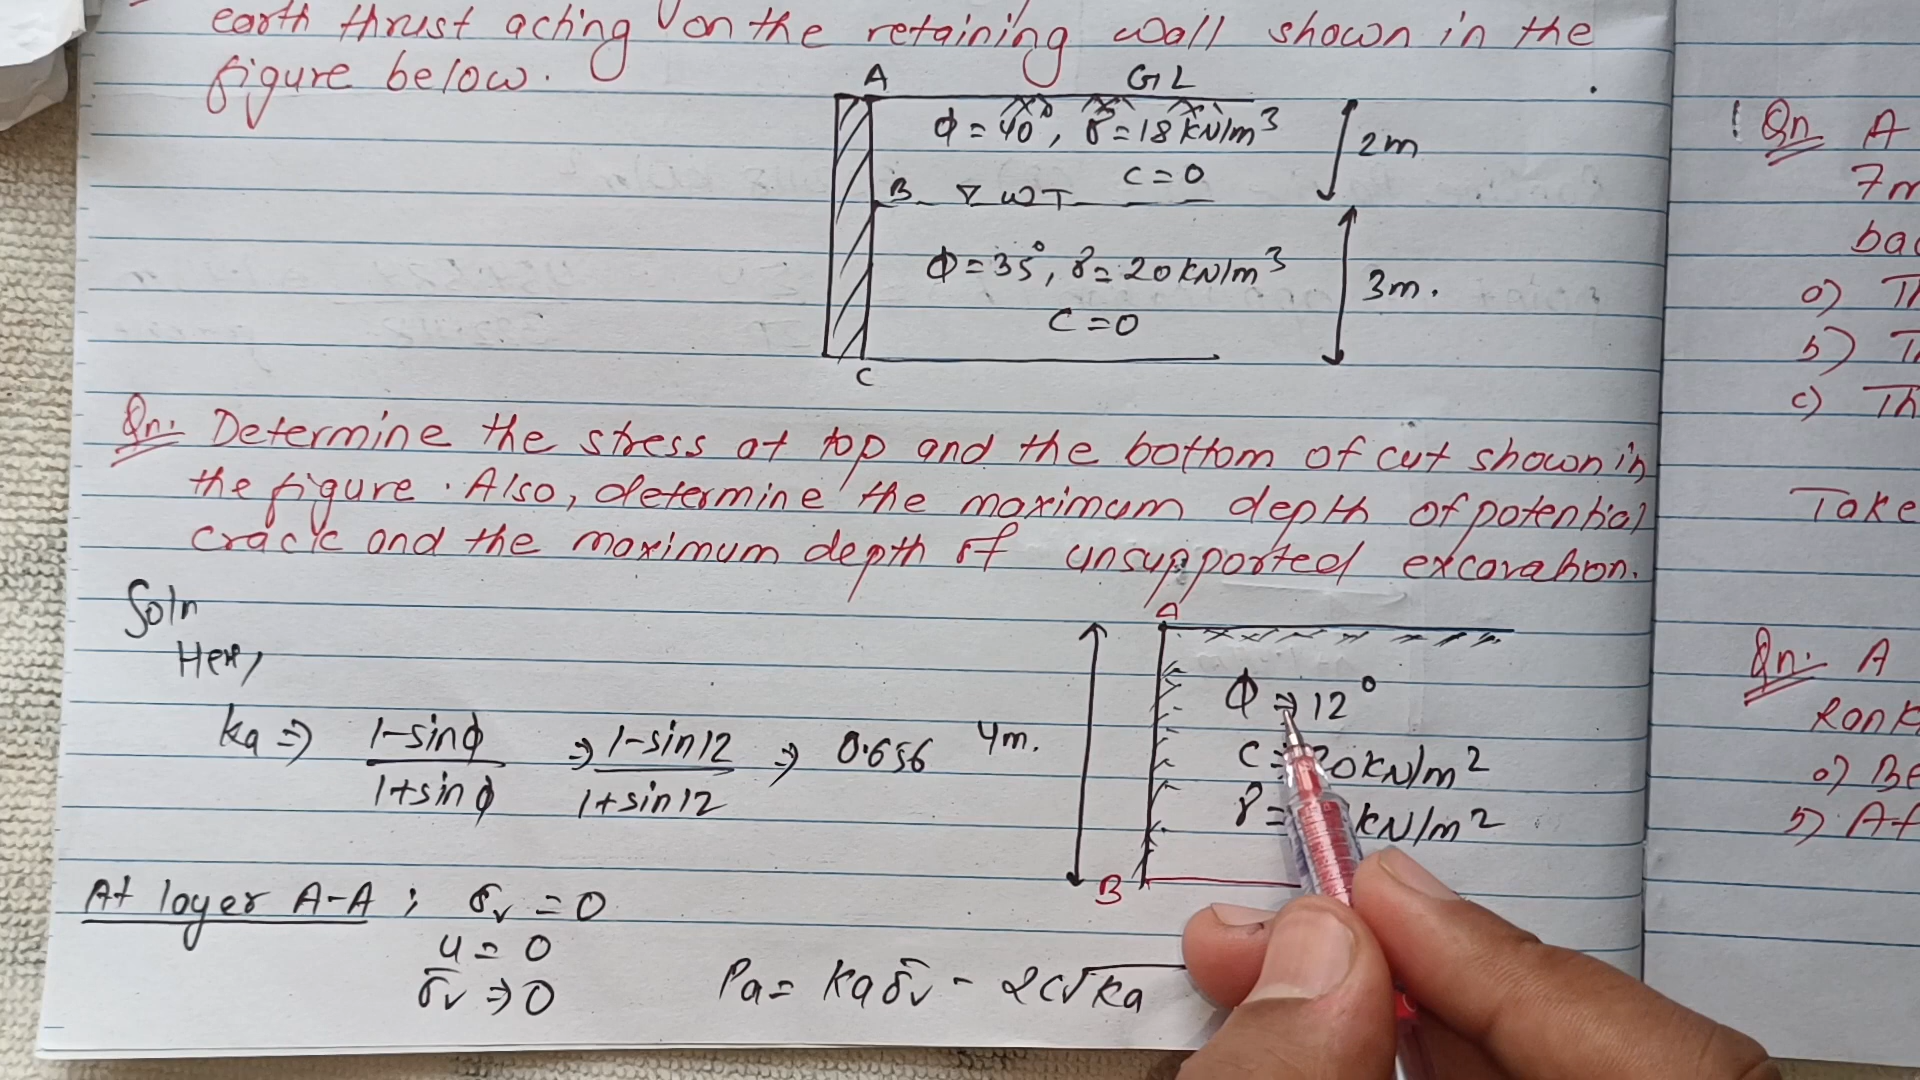 earth thrust acting on the retaining wall shown in the
figure below.
A GL
ϕ = 40°, γ = 18 kN/m³
2m
C = 0
B ▽ WT
ϕ = 35°, γ = 20 kN/m³
3m.
C = 0
C
Qn. Determine the stress at top and the bottom of cut shown in
the figure. Also, determine the maximum depth of potential
crack and the maximum depth of unsupported excavation.
Soln
Here,
ka ⇒ 1-sinϕ / 1+sinϕ ⇒ 1-sin12 / 1+sin12 ⇒ 0.656
4m.
A
ϕ ⇒ 12°
C = 0 kN/m²
γ = kN/m²
B
At layer A-A ; σv = 0
u = 0
σ̄v ⇒ 0
Pa = ka σ̄v - 2c√ka
Qn A
7m
a)
b)
c) Th
Take
Qn. A
Rank
a) Be
b) Af